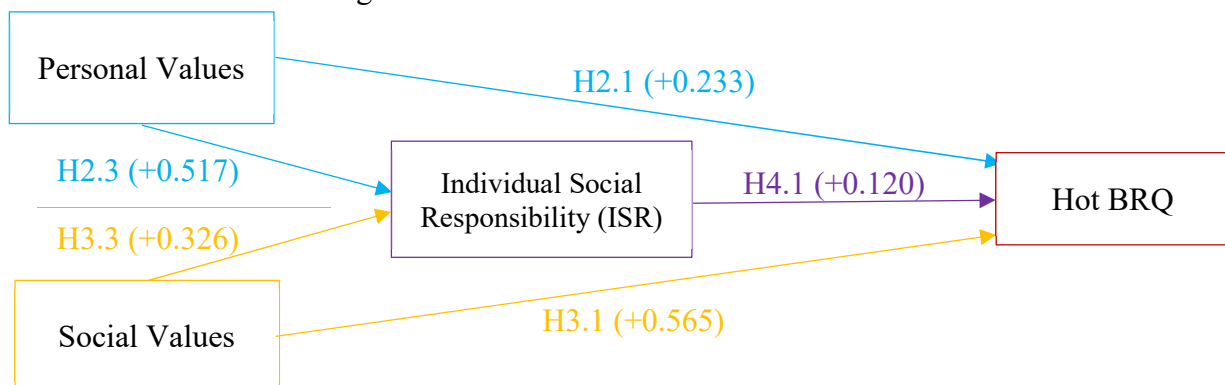 Personal Values
H2.1 (+0.233)
H2.3 (+0.517)
Individual Social
Responsibility (ISR)
H4.1 (+0.120)
Hot BRQ
H3.3 (+0.326)
Social Values
H3.1 (+0.565)